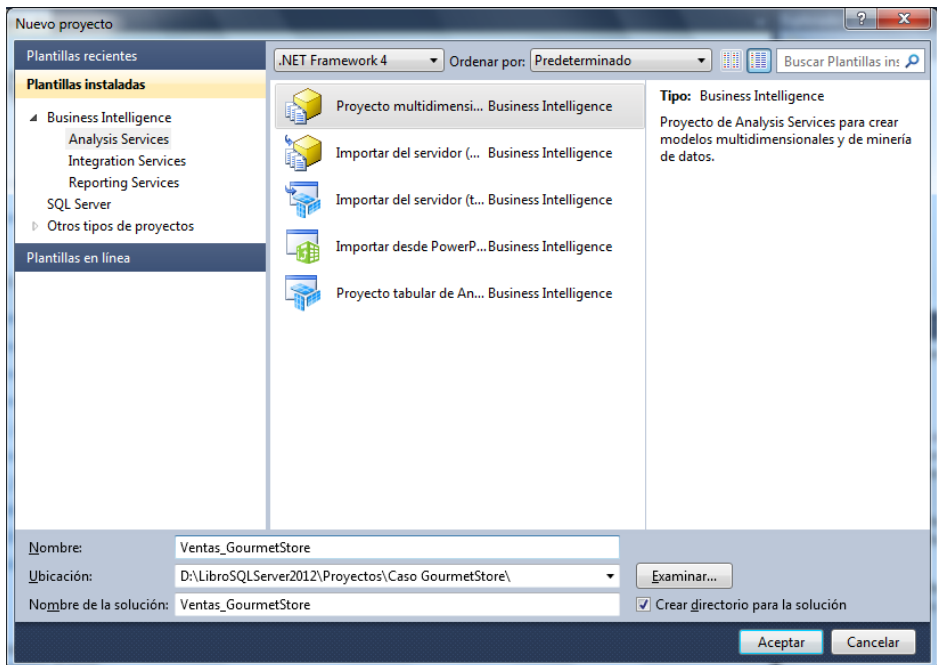 Nuevo proyecto
Plantillas recientes
Plantillas instaladas
Business Intelligence
Analysis Services
Integration Services
Reporting Services
SQL Server
Otros tipos de proyectos
Plantillas en línea
.NET Framework 4 Ordenar por: Predeterminado Buscar Plantillas ins
Proyecto multidimensi... Business Intelligence
Importar del servidor (... Business Intelligence
Importar del servidor (t... Business Intelligence
Importar desde PowerP... Business Intelligence
Proyecto tabular de An... Business Intelligence
Tipo: Business Intelligence
Proyecto de Analysis Services para crear
modelos multidimensionales y de minería
de datos.
Nombre: Ventas_GourmetStore
Ubicación: D:\LibroSQLServer2012\Proyectos\Caso GourmetStore\ Examinar...
Nombre de la solución: Ventas_GourmetStore Crear directorio para la solución
Aceptar Cancelar